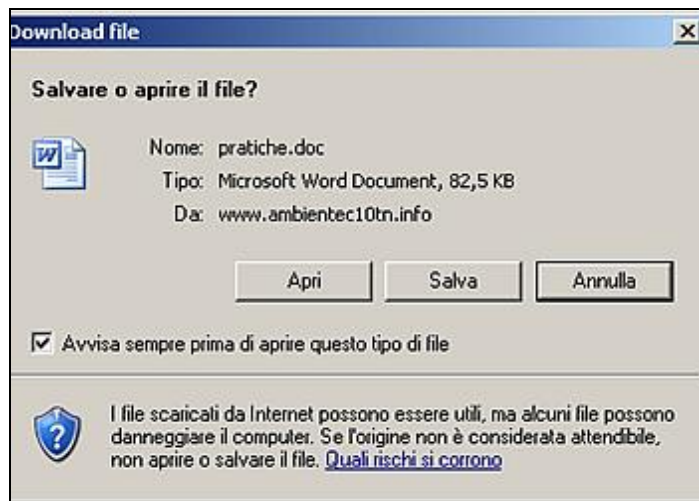 Download file
Salvare o aprire il file?
Nome: pratiche.doc
Tipo: Microsoft Word Document, 82,5 KB
Da: www.ambientec10tn.info
Apri Salva Annulla
Avvisa sempre prima di aprire questo tipo di file
I file scaricati da Internet possono essere utili, ma alcuni file possono
danneggiare il computer. Se l'origine non è considerata attendibile,
non aprire o salvare il file. Quali rischi si corrono